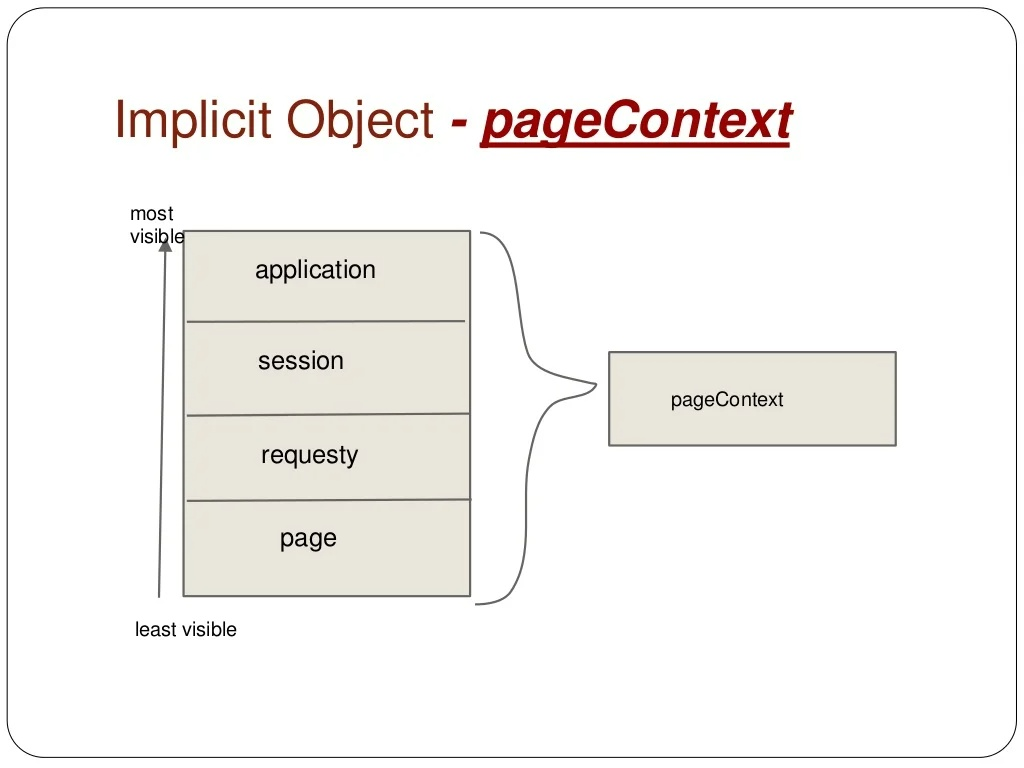 Implicit Object - pageContext
most
visible
application
session
requesty
page
pageContext
least visible